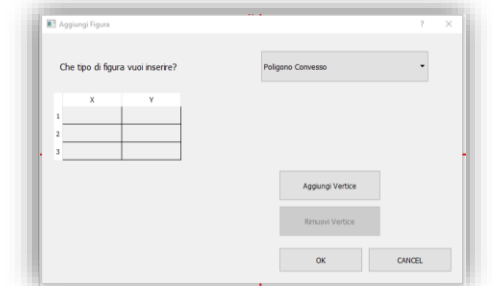 Aggiungi Figura ? ×
Che tipo di figura vuoi inserire? Poligono Convesso
X Y
1
2
3
Aggiungi Vertice
Rimuovi Vertice
OK CANCEL